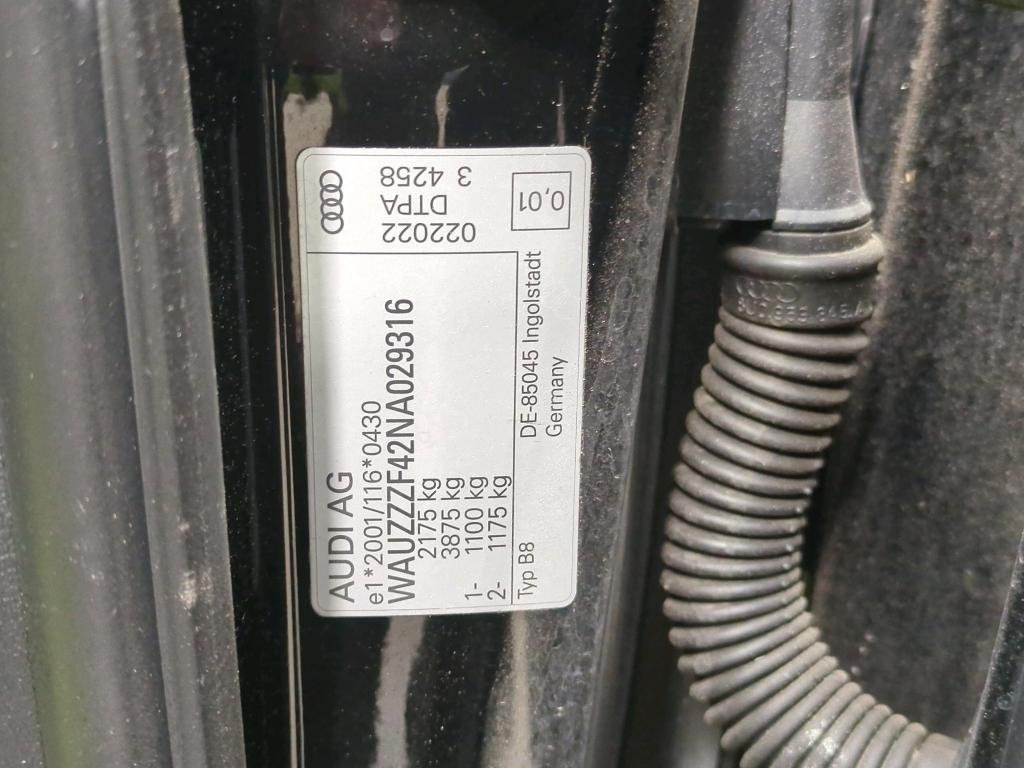 AUDI AG
e1*2001/116*0430
WAUZZZF42NA029316
2175 kg
3875 kg
1- 1100 kg
2- 1175 kg
Typ B8
DE-85045 Ingolstadt
Germany
022022
DTPA
3 4258
0,01